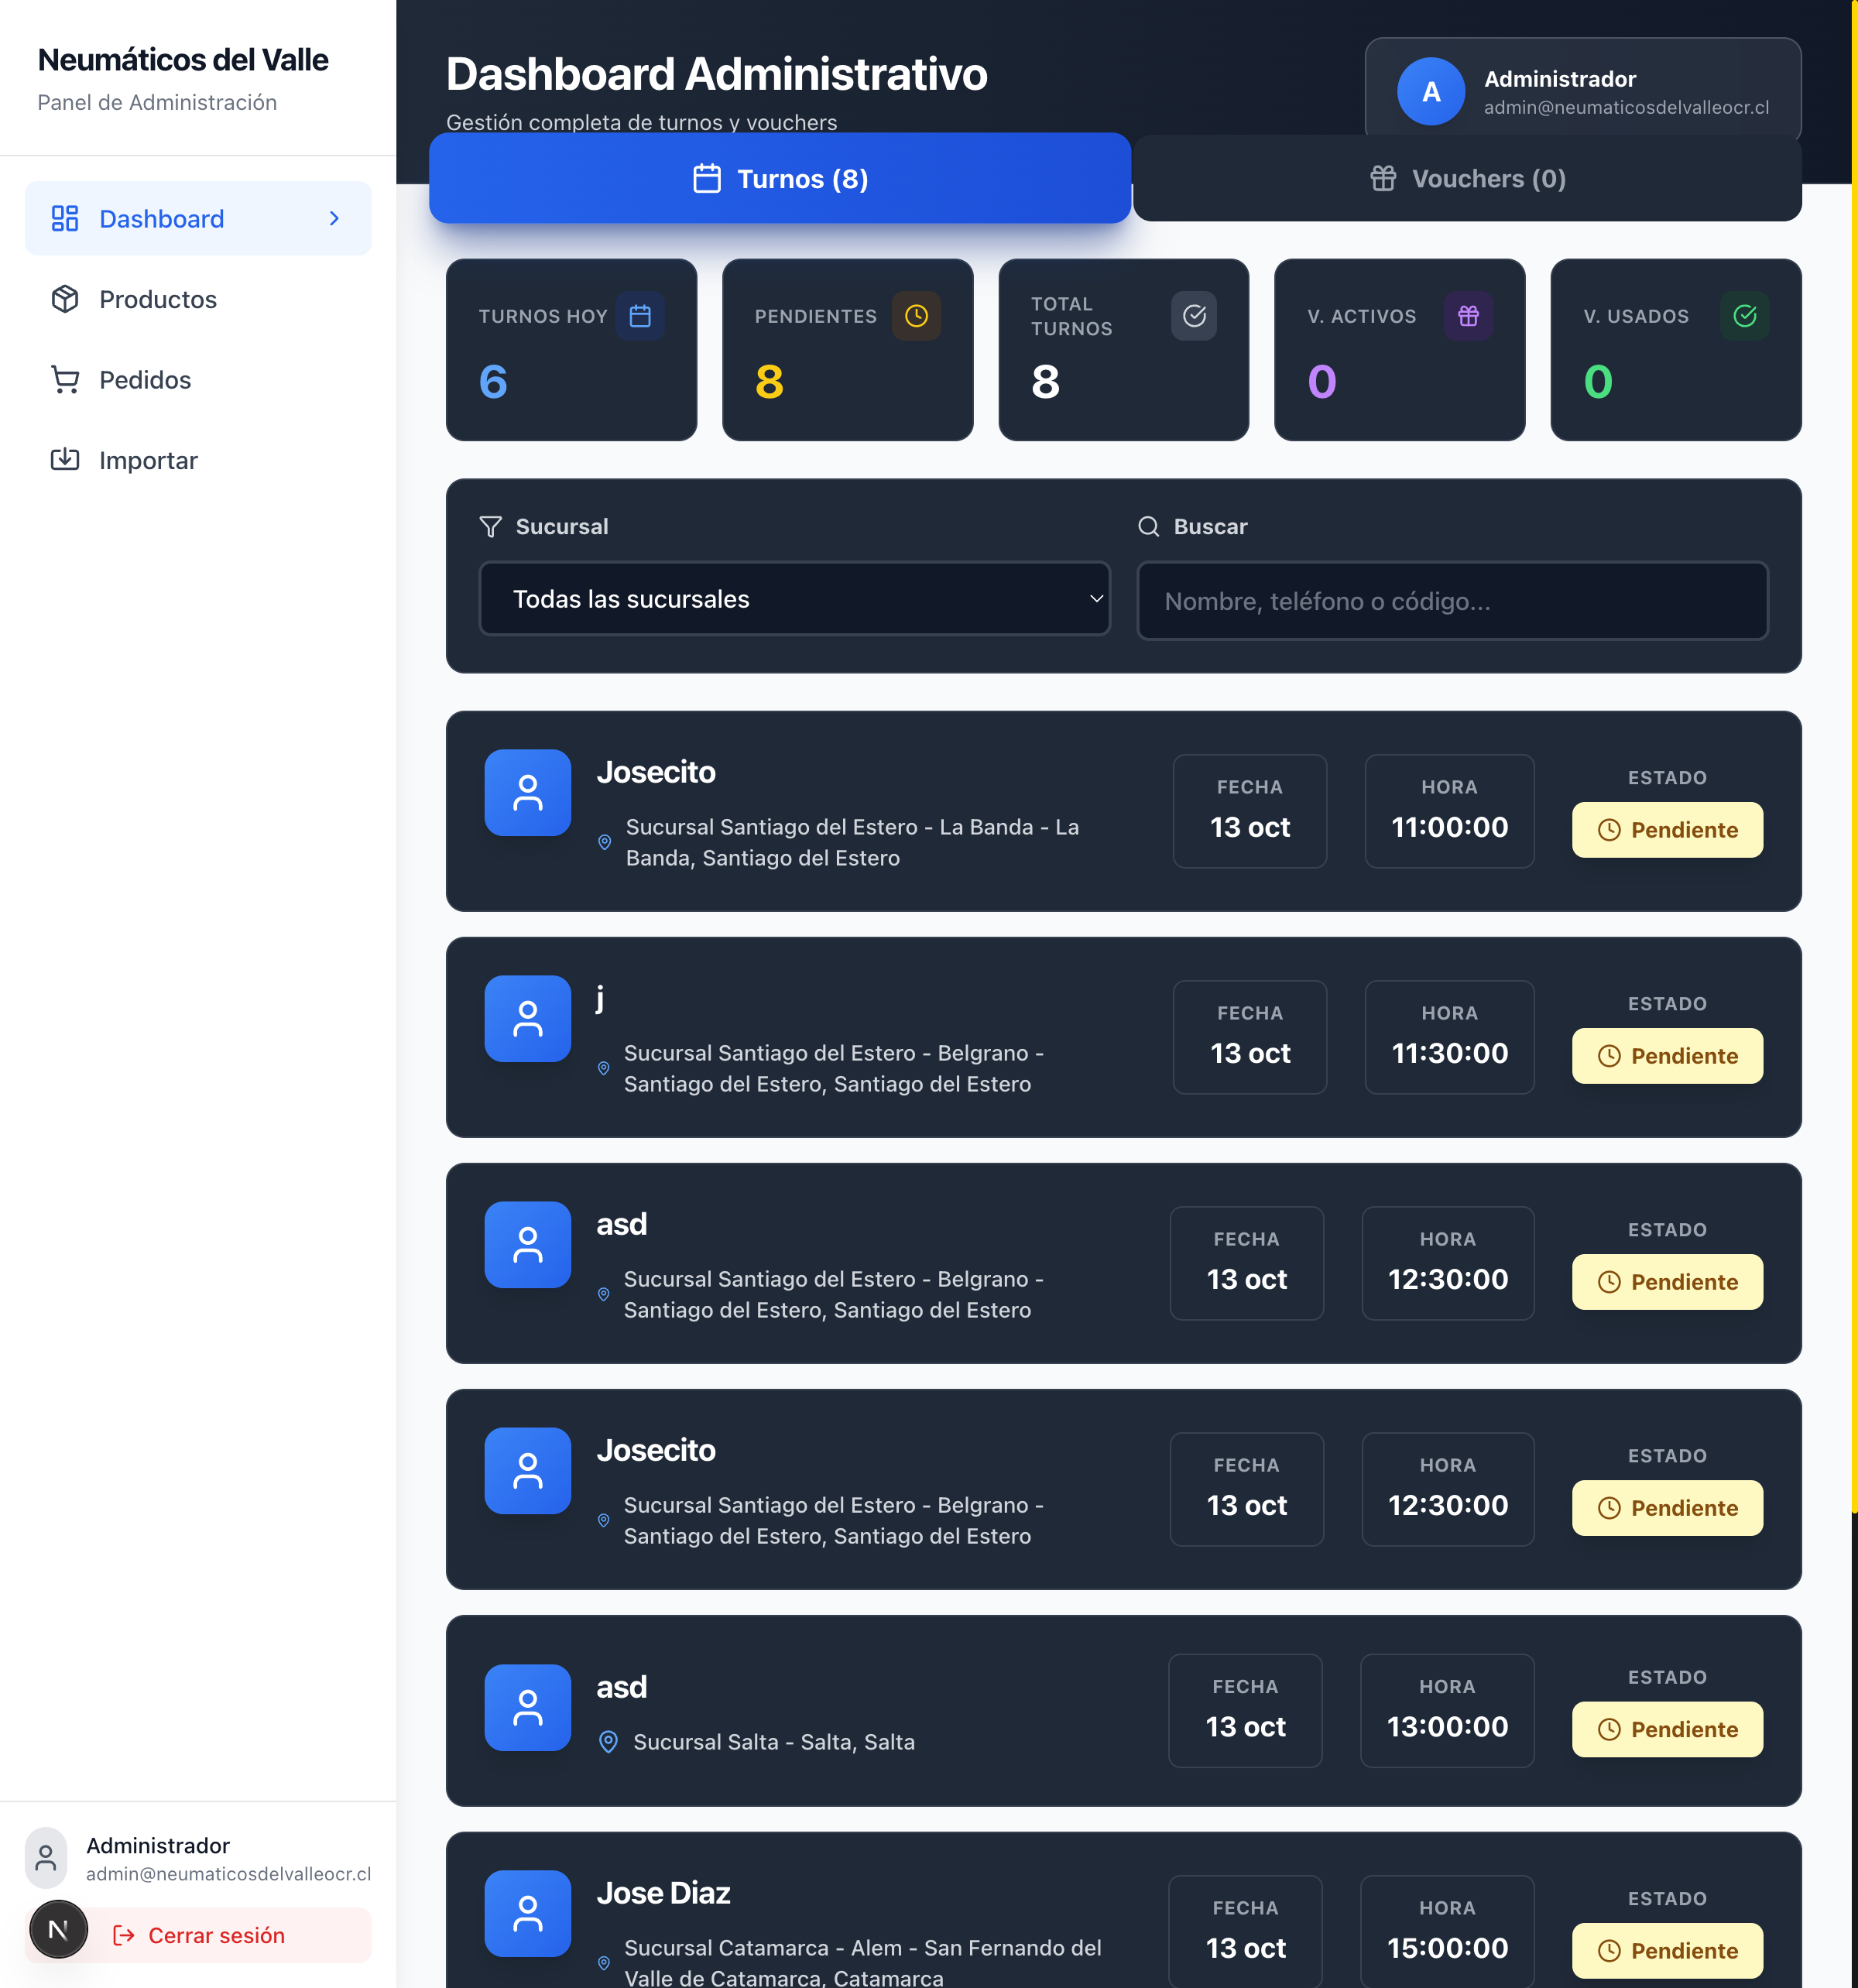 Neumáticos del Valle
Panel de Administración
Dashboard
Productos
Pedidos
Importar
Administrador
admin@neumaticosdelvalleocr.cl
N
Cerrar sesión
Dashboard Administrativo
Gestión completa de turnos y vouchers
A
Administrador
admin@neumaticosdelvalleocr.cl
Turnos (8)
Vouchers (0)
TURNOS HOY
6
PENDIENTES
8
TOTAL
TURNOS
8
V. ACTIVOS
0
V. USADOS
0
Sucursal
Todas las sucursales
Buscar
Nombre, teléfono o código...
Josecito
Sucursal Santiago del Estero - La Banda - La
Banda, Santiago del Estero
FECHA
13 oct
HORA
11:00:00
ESTADO
Pendiente
j
Sucursal Santiago del Estero - Belgrano -
Santiago del Estero, Santiago del Estero
FECHA
13 oct
HORA
11:30:00
ESTADO
Pendiente
asd
Sucursal Santiago del Estero - Belgrano -
Santiago del Estero, Santiago del Estero
FECHA
13 oct
HORA
12:30:00
ESTADO
Pendiente
Josecito
Sucursal Santiago del Estero - Belgrano -
Santiago del Estero, Santiago del Estero
FECHA
13 oct
HORA
12:30:00
ESTADO
Pendiente
asd
Sucursal Salta - Salta, Salta
FECHA
13 oct
HORA
13:00:00
ESTADO
Pendiente
Jose Diaz
Sucursal Catamarca - Alem - San Fernando del
Valle de Catamarca, Catamarca
FECHA
13 oct
HORA
15:00:00
ESTADO
Pendiente